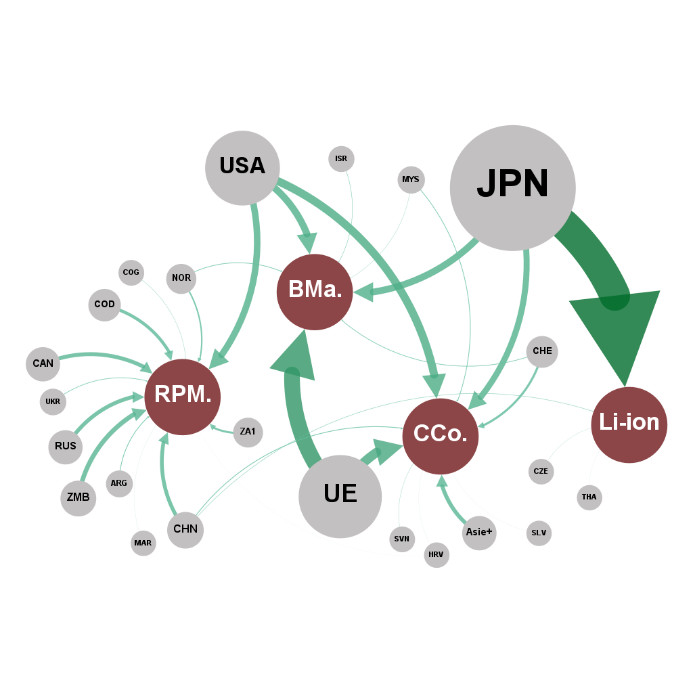 ISR
USA
MYS
JPN
COG
NOR
BMa.
COD
CHE
CAN
RPM.
UKR
Li-ion
CCo.
ZA1
RUS
CZE
ARG
UE
ZMB
THA
CHN
Asie+
SLV
SVN
MAR
HRV